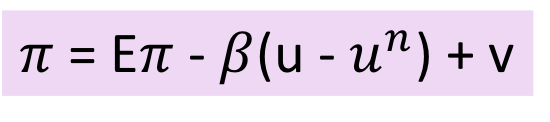 π = Eπ - β(u - uⁿ) + v